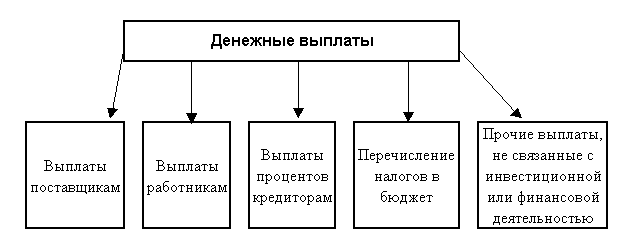 Денежные выплаты
Выплаты
поставщикам
Выплаты
работникам
Выплаты
процентов
кредиторам
Перечисление
налогов в
бюджет
Прочие выплаты,
не связанные с
инвестиционной
или финансовой
деятельностью